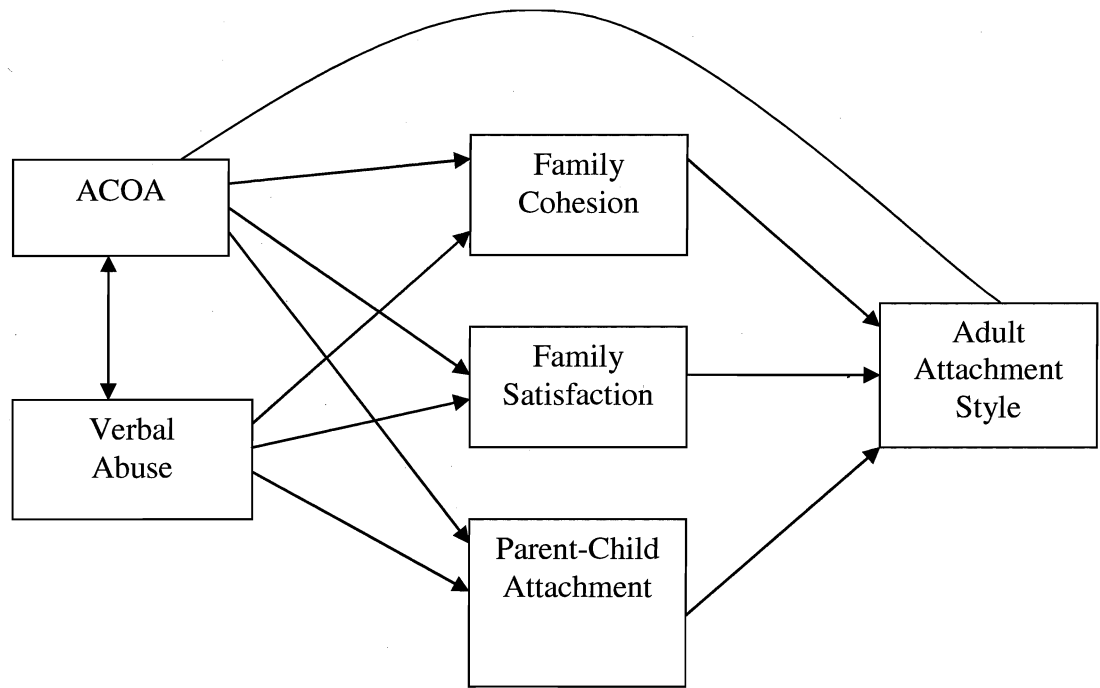 ACOA
Verbal
Abuse
Family
Cohesion
Family
Satisfaction
Parent-Child
Attachment
Adult
Attachment
Style